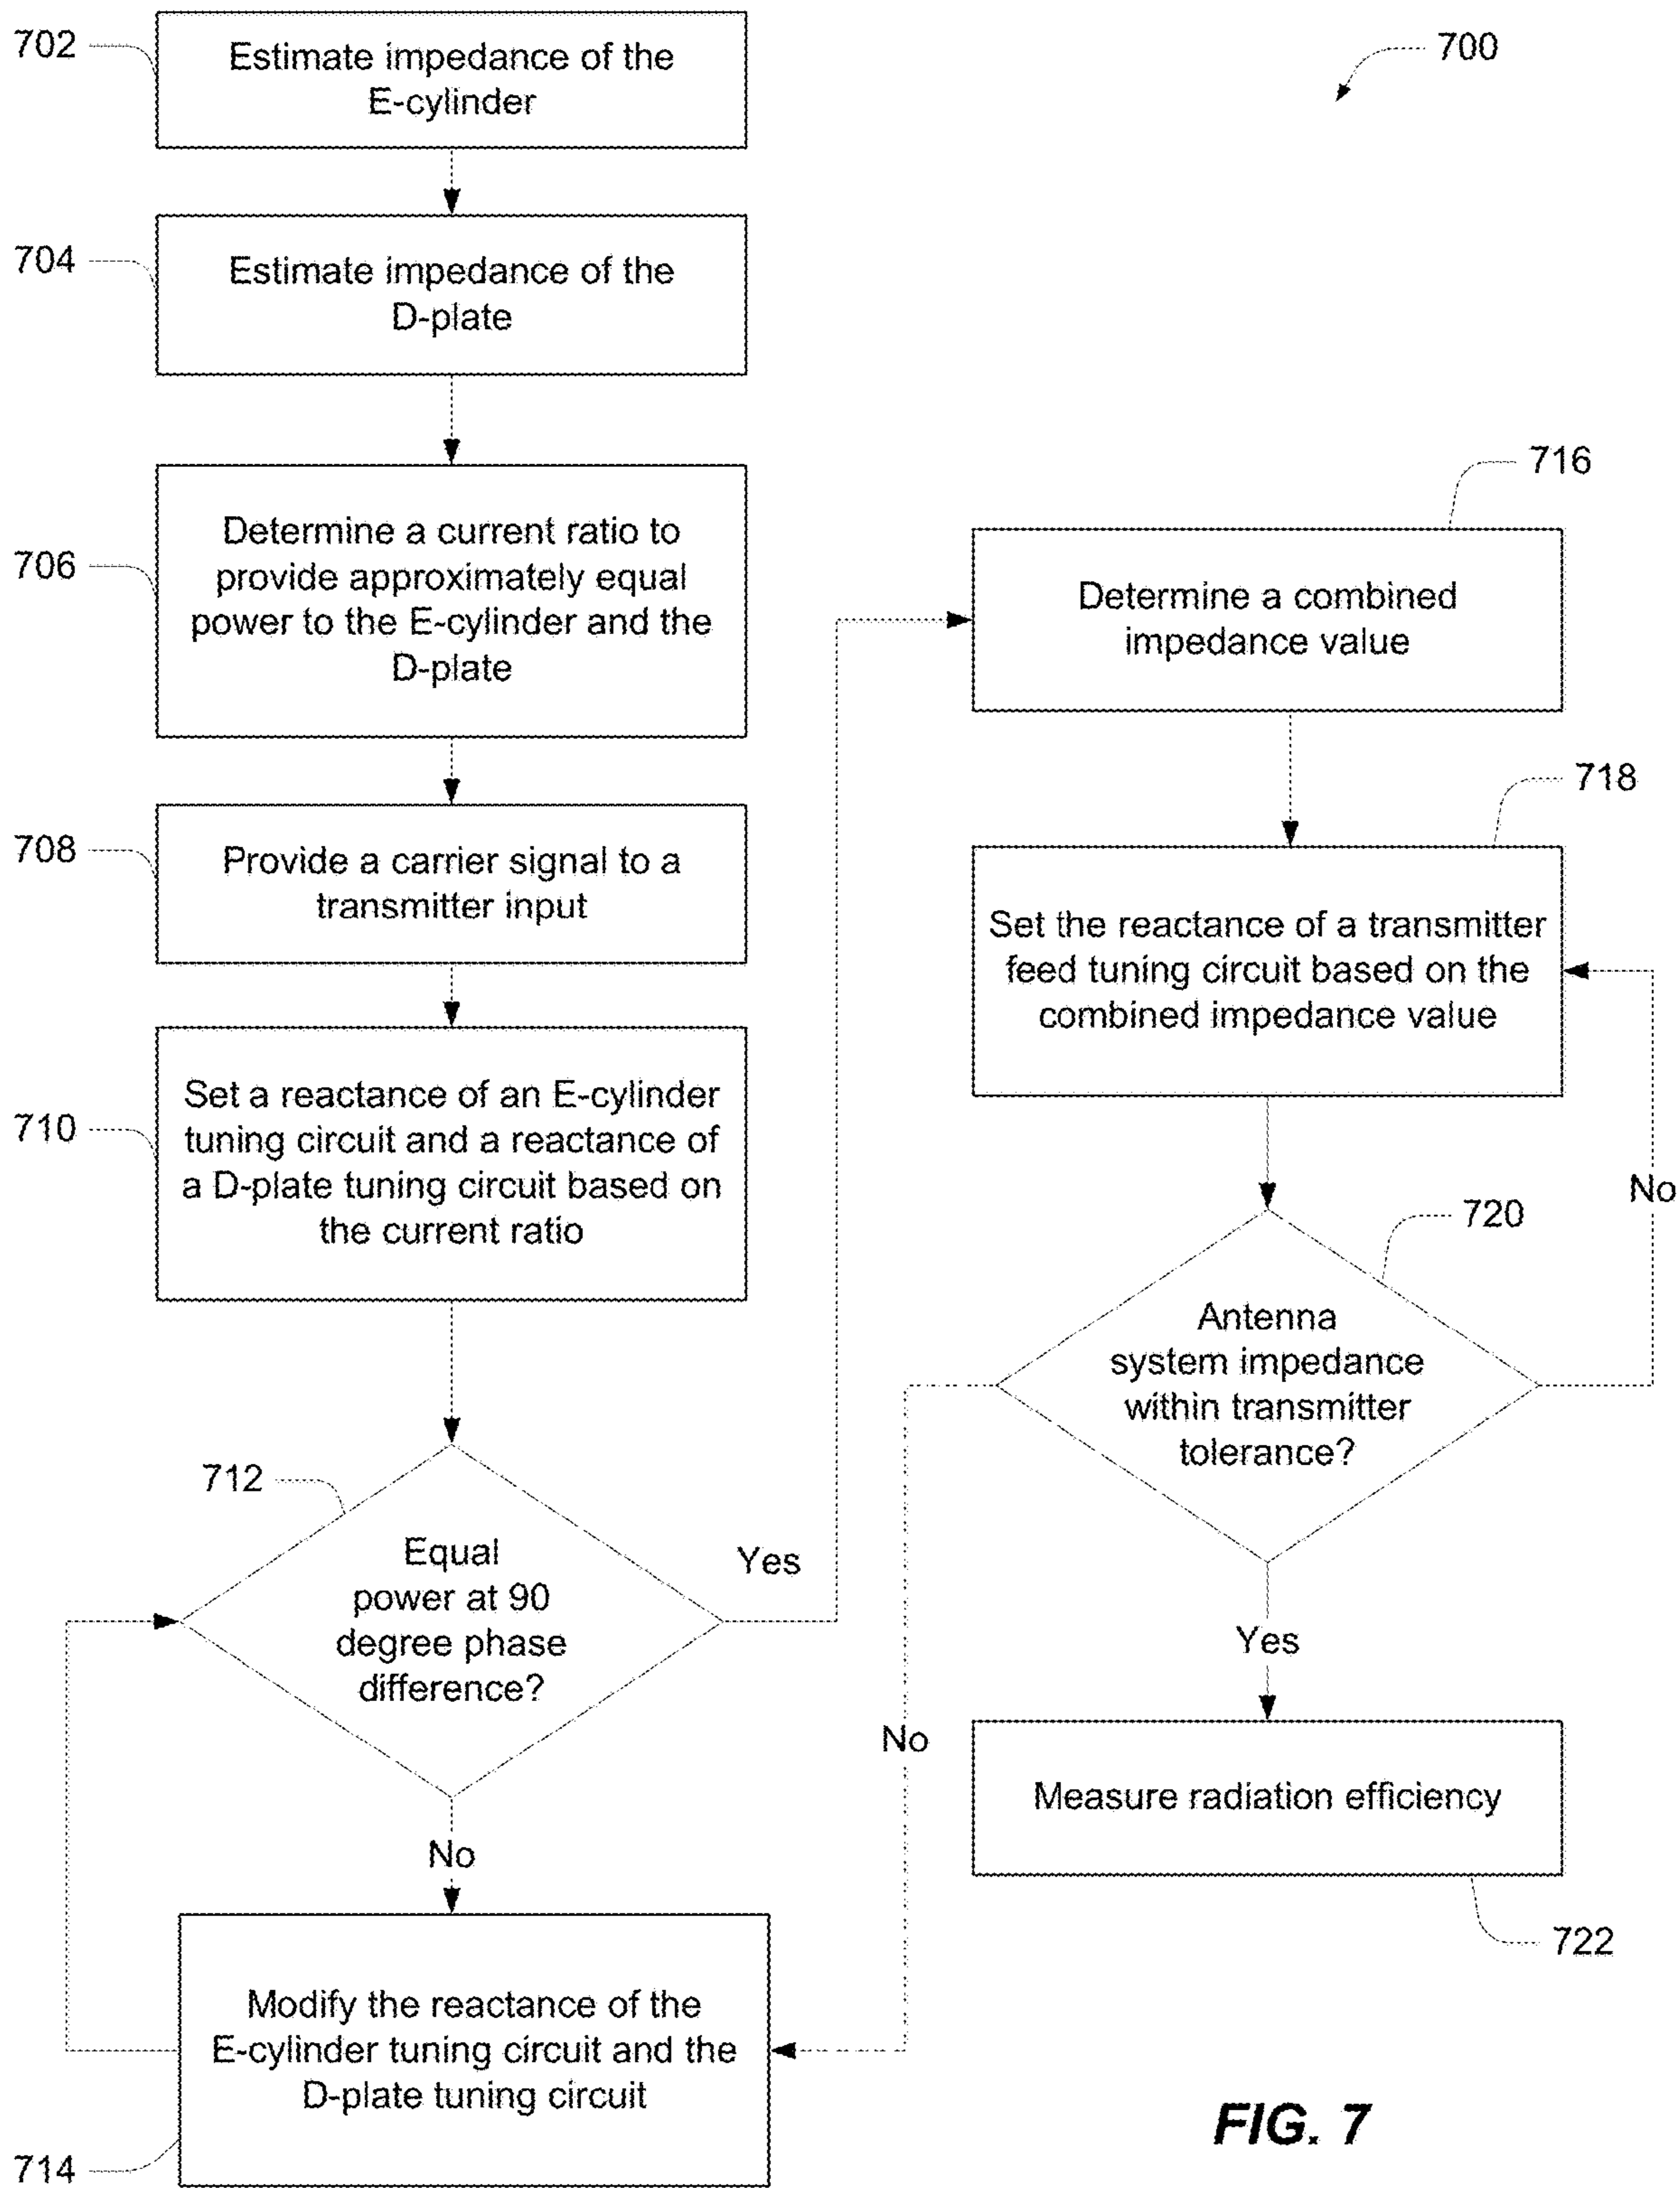 702
Estimate impedance of the
E-cylinder
700
704
Estimate impedance of the
D-plate
706
Determine a current ratio to
provide approximately equal
power to the E-cylinder and the
D-plate
708
Provide a carrier signal to a
transmitter input
710
Set a reactance of an E-cylinder
tuning circuit and a reactance of
a D-plate tuning circuit based on
the current ratio
712
Equal
power at 90
degree phase
difference?
Yes
No
Modify the reactance of the
E-cylinder tuning circuit and the
D-plate tuning circuit
714
716
Determine a combined
impedance value
718
Set the reactance of a transmitter
feed tuning circuit based on the
combined impedance value
No
720
Antenna
system impedance
within transmitter
tolerance?
No
Yes
Measure radiation efficiency
722
FIG. 7